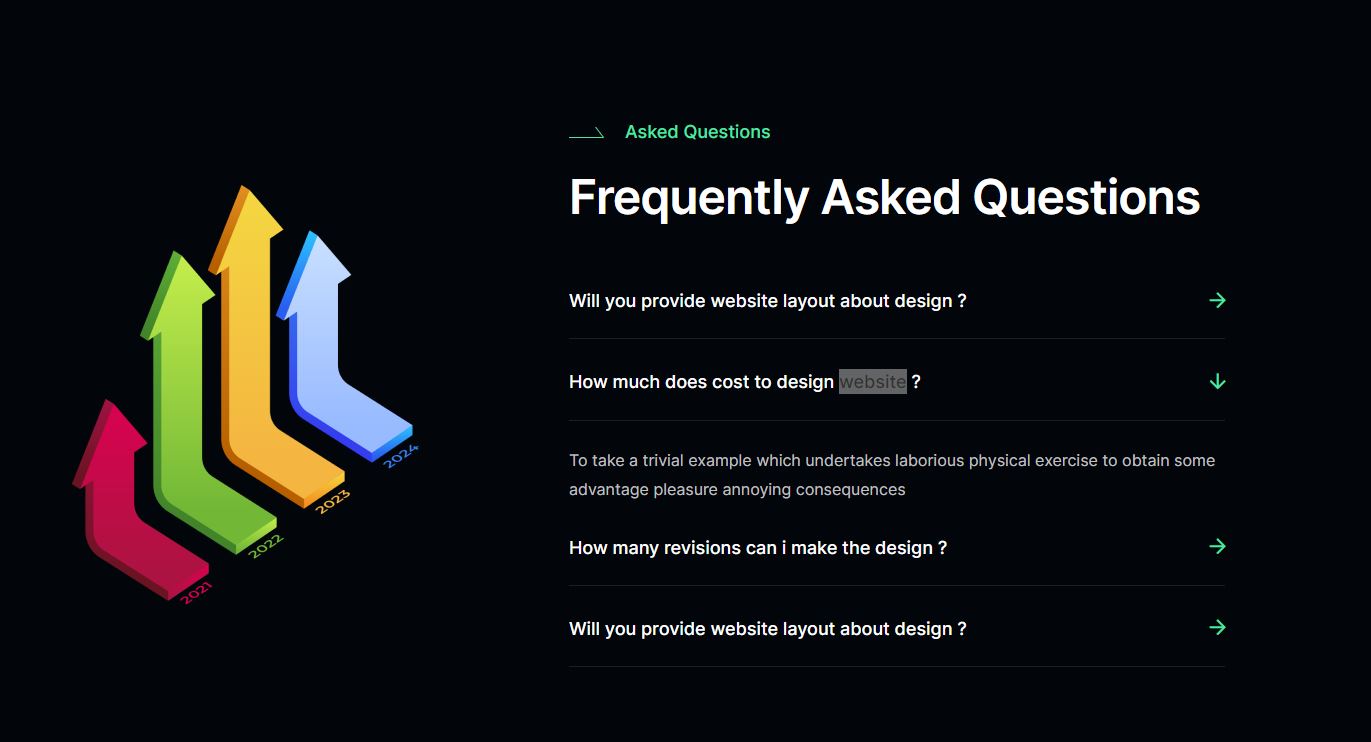 Asked Questions
Frequently Asked Questions
Will you provide website layout about design ?
How much does cost to design website ?
To take a trivial example which undertakes laborious physical exercise to obtain some
advantage pleasure annoying consequences
How many revisions can i make the design ?
Will you provide website layout about design ?
2021
2022
2023
2024